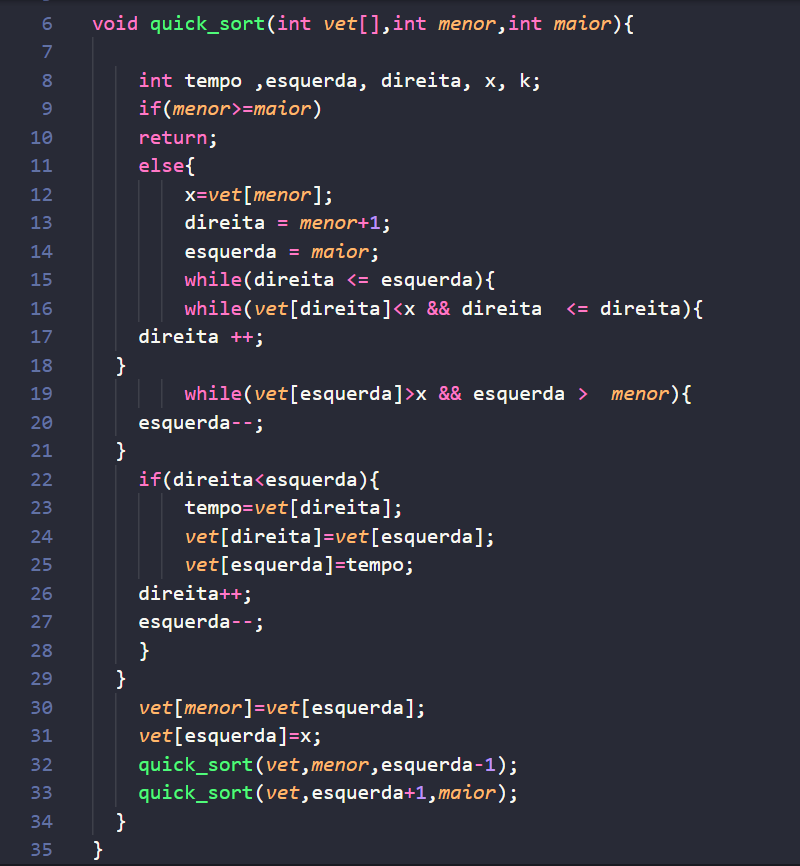 6 void quick_sort(int vet[],int menor,int maior){
7
8 int tempo ,esquerda, direita, x, k;
9 if(menor>=maior)
10 return;
11 else{
12 x=vet[menor];
13 direita = menor+1;
14 esquerda = maior;
15 while(direita <= esquerda){
16 while(vet[direita]<x && direita  <= direita){
17 direita ++;
18 }
19 while(vet[esquerda]>x && esquerda >  menor){
20 esquerda--;
21 }
22 if(direita<esquerda){
23 tempo=vet[direita];
24 vet[direita]=vet[esquerda];
25 vet[esquerda]=tempo;
26 direita++;
27 esquerda--;
28 }
29 }
30 vet[menor]=vet[esquerda];
31 vet[esquerda]=x;
32 quick_sort(vet,menor,esquerda-1);
33 quick_sort(vet,esquerda+1,maior);
34 }
35 }